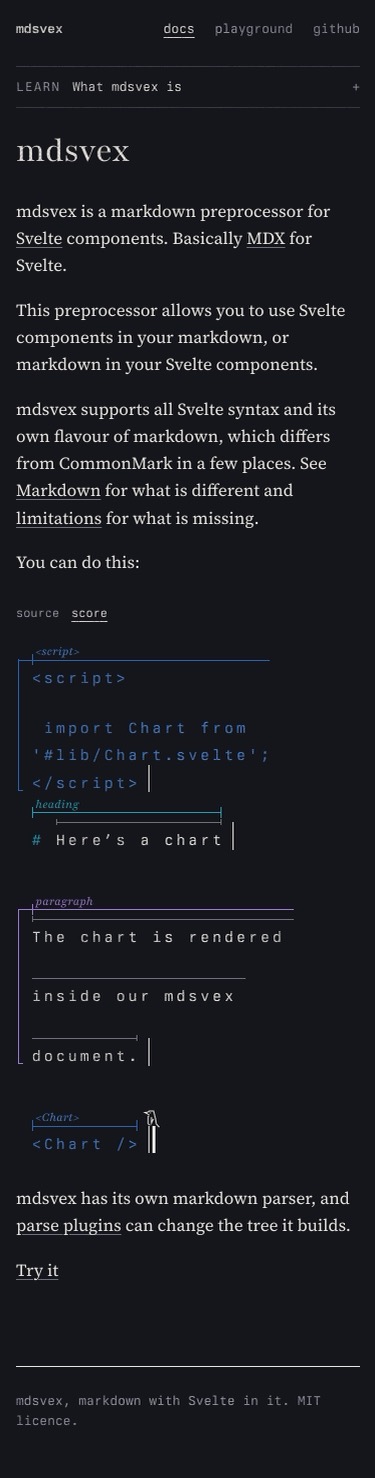 mdsvex docs playground github
LEARN What mdsvex is +
mdsvex
mdsvex is a markdown preprocessor for
Svelte components. Basically MDX for
Svelte.
This preprocessor allows you to use Svelte
components in your markdown, or
markdown in your Svelte components.
mdsvex supports all Svelte syntax and its
own flavour of markdown, which differs
from CommonMark in a few places. See
Markdown for what is different and
limitations for what is missing.
You can do this:
source score
<script>
<script>
import Chart from
'#lib/Chart.svelte';
</script>
heading
# Here’s a chart
paragraph
The chart is rendered
inside our mdsvex
document.
<Chart>
<Chart />
mdsvex has its own markdown parser, and
parse plugins can change the tree it builds.
Try it
mdsvex, markdown with Svelte in it. MIT
licence.